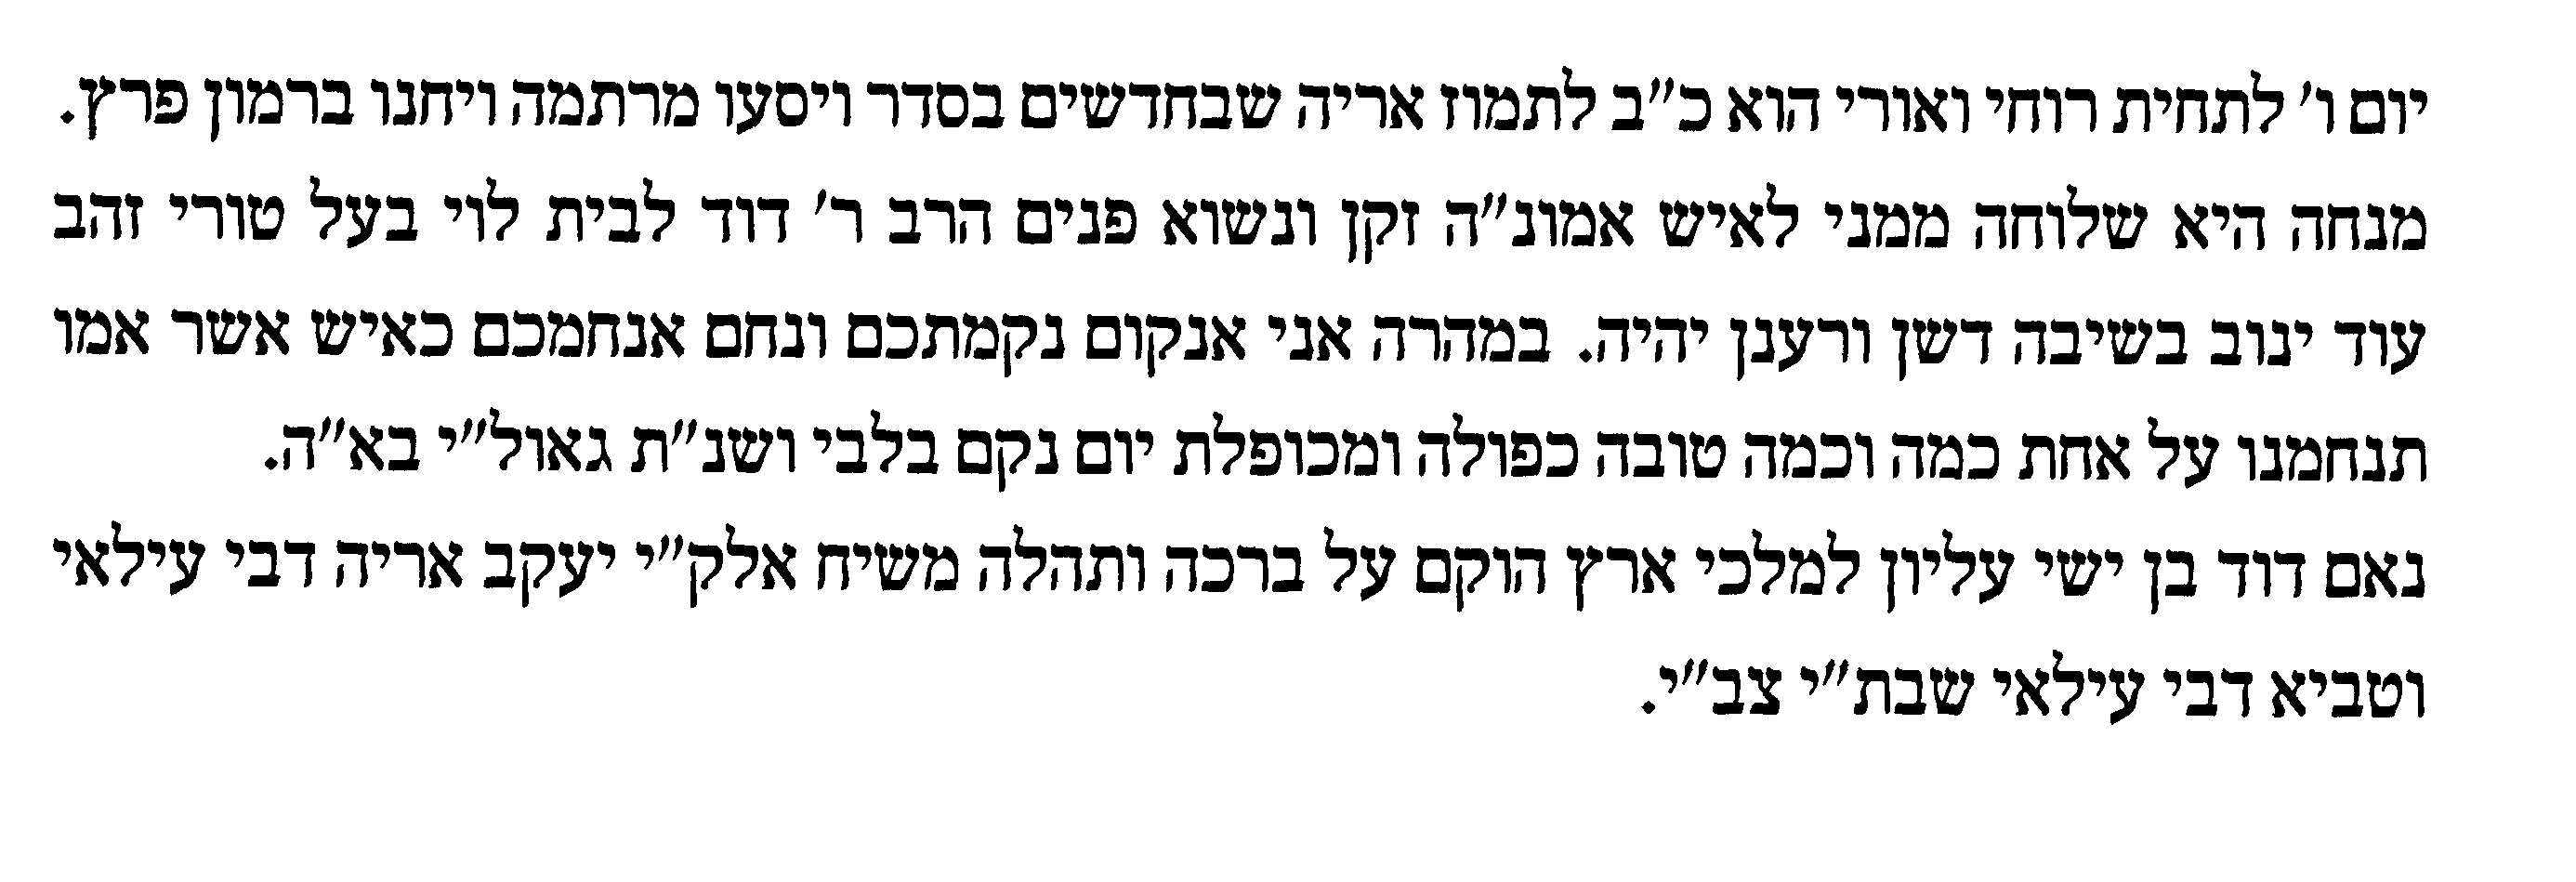 יום ו׳ לתחית רוחי ואורי הוא כ״ב לתמוז אריה שבחדשים בסדר ויסעו מרתמה ויחנו ברמון פרץ.
מנחה היא שלוחה ממני לאיש אמונ״ה זקן ונשוא פנים הרב ר׳ דוד לבית לוי בעל טורי זהב
עוד ינוב בשיבה דשן ורענן יהיה. במהרה אני אנקום נקמתכם ונחם אנחמכם כאיש אשר אמו
תנחמנו על אחת כמה וכמה טובה כפולה ומכופלת יום נקם בלבי ושנ״ת גאול״י בא״ה.
נאם דוד בן ישי עליון למלכי ארץ הוקם על ברכה ותהלה משיח אלק״י יעקב אריה דבי עילאי
וטביא דבי עילאי שבת״י צב״י.